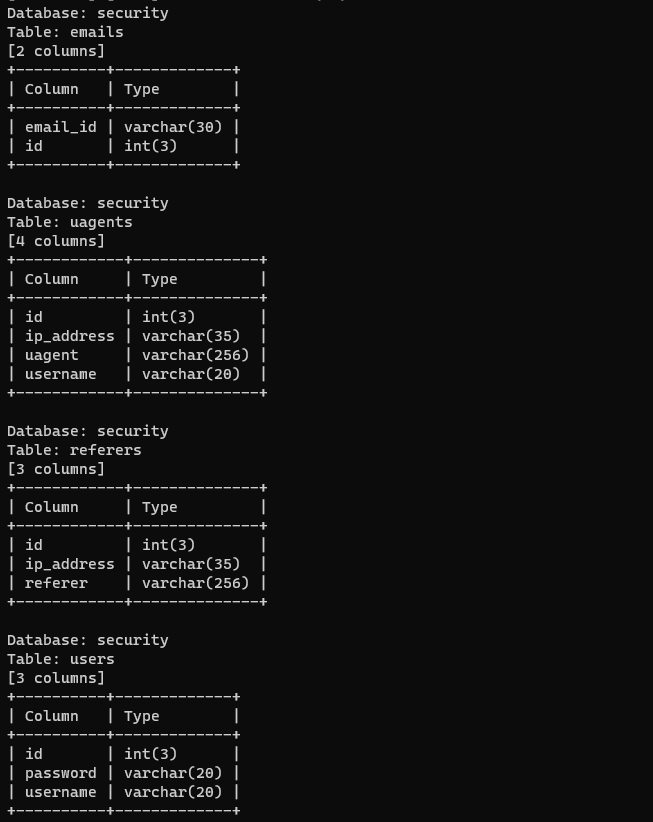 Database: security
Table: emails
[2 columns]
+----------+-------------+
| Column   | Type        |
+----------+-------------+
| email_id | varchar(30) |
| id       | int(3)      |
+----------+-------------+

Database: security
Table: uagents
[4 columns]
+------------+--------------+
| Column     | Type         |
+------------+--------------+
| id         | int(3)       |
| ip_address | varchar(35)  |
| uagent     | varchar(256) |
| username   | varchar(20)  |
+------------+--------------+

Database: security
Table: referers
[3 columns]
+------------+--------------+
| Column     | Type         |
+------------+--------------+
| id         | int(3)       |
| ip_address | varchar(35)  |
| referer    | varchar(256) |
+------------+--------------+

Database: security
Table: users
[3 columns]
+----------+-------------+
| Column   | Type        |
+----------+-------------+
| id       | int(3)      |
| password | varchar(20) |
| username | varchar(20) |
+----------+-------------+